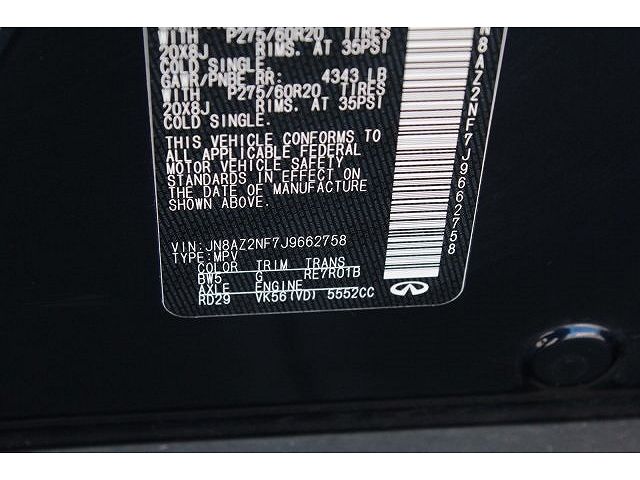 WITH P275/60R20 TIRES
20X8J RIMS. AT 35PSI
COLD SINGLE.
GAWR/PNBE RR: 4343 LB
WITH P275/60R20 TIRES
20X8J RIMS. AT 35PSI
COLD SINGLE.
THIS VEHICLE CONFORMS TO
ALL APPLICABLE FEDERAL
MOTOR VEHICLE SAFETY
STANDARDS IN EFFECT ON
THE DATE OF MANUFACTURE
SHOWN ABOVE.
VIN:JN8AZ2NF7J9662758
TYPE:MPV
COLOR TRIM TRANS
BW5 G RE7R01B
AXLE ENGINE
RD29 VK56(VD) 5552CC
N8AZ2NF7J9662758